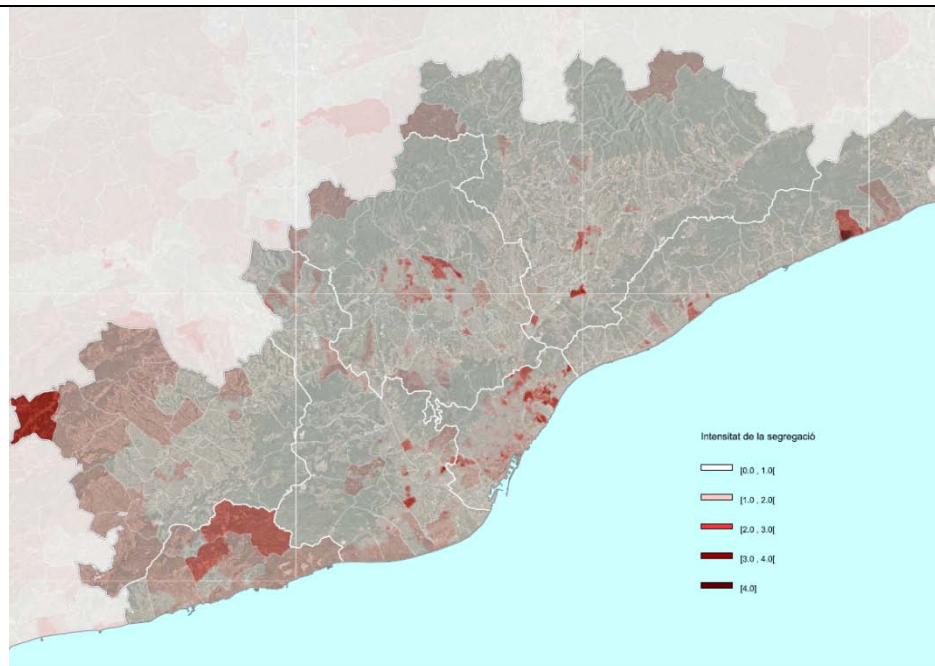 Intensitat de la segregació
[0.0 , 1.0[
[1.0 , 2.0[
[2.0 , 3.0[
[3.0 , 4.0[
[4.0]